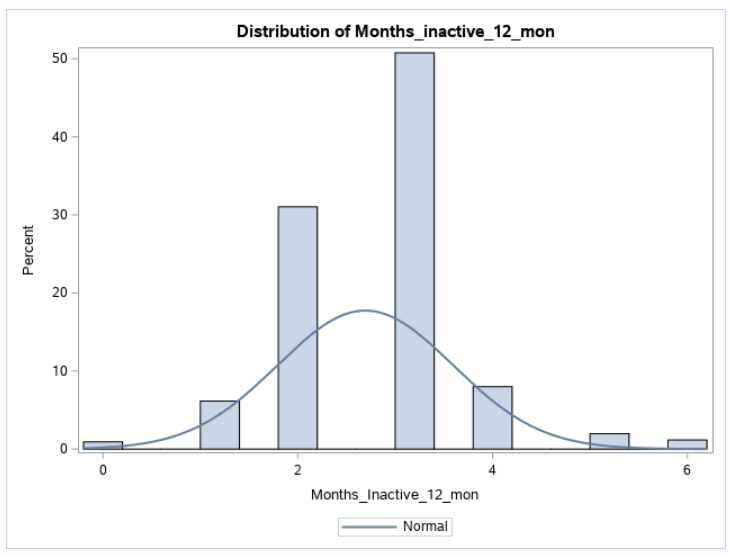 Distribution of Months_inactive_12_mon
50
40
30
20
10
0
Percent
0 2 4 6
Months_Inactive_12_mon
Normal